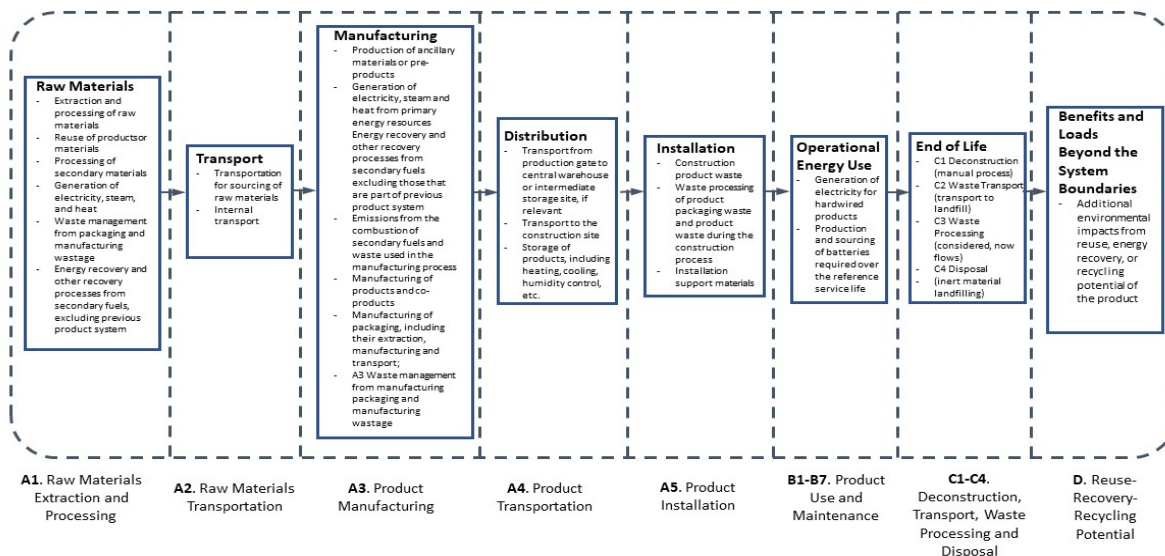 Raw Materials
- Extraction and
processing of raw
materials
- Reuse of productsor
materials
- Processing of
secondary materials
- Generation of
electricity, steam,
and heat
- Waste management
from packaging and
manufacturing
wastage
- Energy recovery and
other recovery
processes from
secondary fuels,
excluding previous
product system
Transport
- Transportation
for sourcing of
raw materials
- Internal
transport
Manufacturing
- Production of ancillary
materials or pre-
products
- Generation of
electricity, steam and
heat from primary
energy resources
Energy recovery and
other recovery
processes from
secondary fuels
excluding those that
are part of previous
product system
- Emissions from the
combustion of
secondary fuels and
waste used in the
manufacturing process
- Manufacturing of
products and co-
products
- Manufacturing of
packaging, including
their extraction,
manufacturing and
transport;
- A3 Waste management
from manufacturing
packaging and
manufacturing
wastage
Distribution
- Transport from
production gate to
central warehouse
or intermediate
storage site, if
relevant
- Transport to the
construction site
- Storage of
products, including
heating, cooling,
humidity control,
etc.
Installation
- Construction
product waste
- Waste processing
of product
packaging waste
and product
waste during the
construction
process
- Installation
support materials
Operational
Energy Use
- Generation of
electricity for
hardwired
products
- Production
and sourcing
of batteries
required over
the reference
service life
End of Life
- C1 Deconstruction
(manual process)
- C2 Waste Transport
(transport to
landfill)
- C3 Waste
Processing
(considered, now
flows)
- C4 Disposal
- (inert material
landfilling)
Benefits and
Loads
Beyond the
System
Boundaries
- Additional
environmental
impacts from
reuse, energy
recovery, or
recycling
potential of
the product
A1. Raw Materials
Extraction and
Processing
A2. Raw Materials
Transportation
A3. Product
Manufacturing
A4. Product
Transportation
A5. Product
Installation
B1-B7. Product
Use and
Maintenance
C1-C4.
Deconstruction,
Transport, Waste
Processing and
Disposal
D. Reuse-
Recovery-
Recycling
Potential